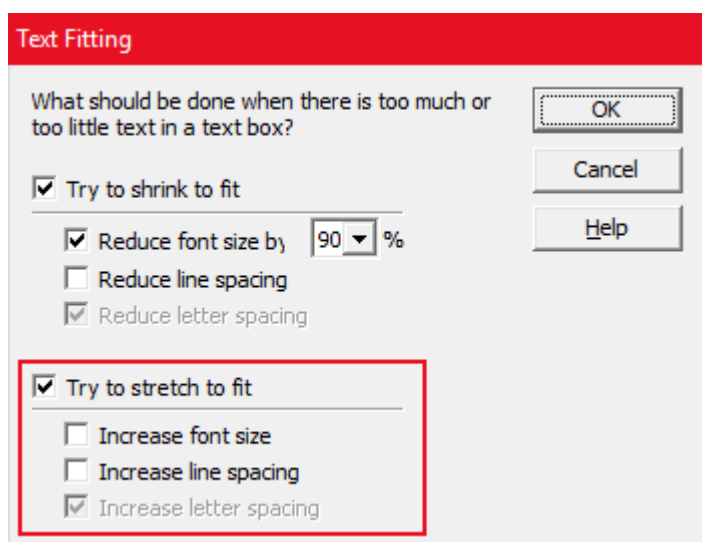 Text Fitting
What should be done when there is too much or
too little text in a text box?
OK
Cancel
Help
Try to shrink to fit
Reduce font size by 90 %
Reduce line spacing
Reduce letter spacing
Try to stretch to fit
Increase font size
Increase line spacing
Increase letter spacing